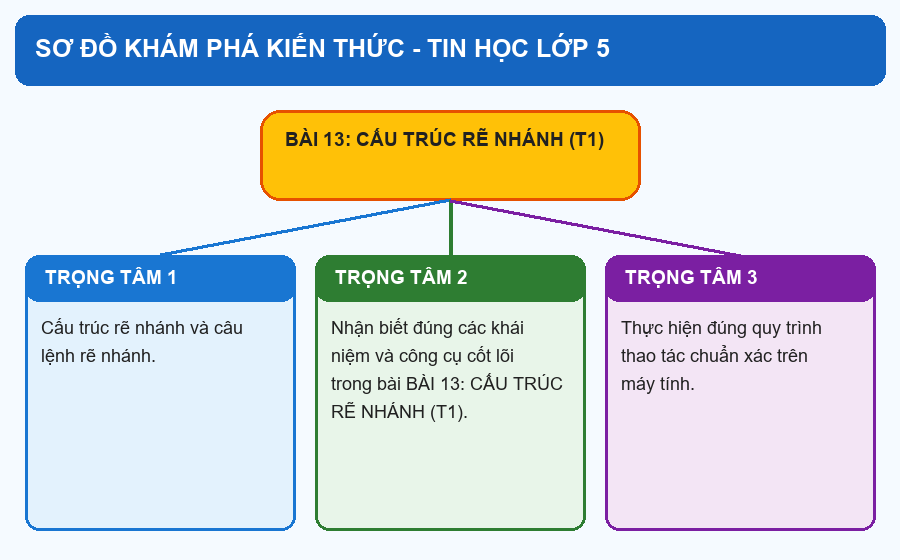 SƠ ĐỒ KHÁM PHÁ KIẾN THỨC - TIN HỌC LỚP 5
BÀI 13: CẤU TRÚC RẼ NHÁNH (T1)
TRỌNG TÂM 1
Cấu trúc rẽ nhánh và câu
lệnh rẽ nhánh.
TRỌNG TÂM 2
Nhận biết đúng các khái
niệm và công cụ cốt lõi
trong bài BÀI 13: CẤU TRÚC
RẼ NHÁNH (T1).
TRỌNG TÂM 3
Thực hiện đúng quy trình
thao tác chuẩn xác trên
máy tính.